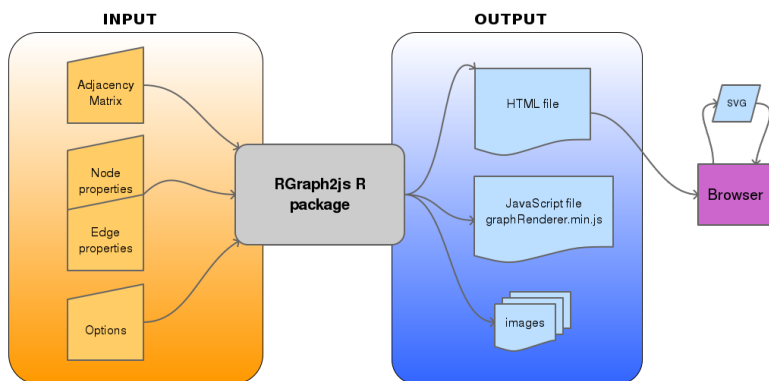 INPUT
OUTPUT
Adjacency
Matrix
Node
properties
Edge
properties
Options
RGraph2js R
package
HTML file
JavaScript file
graphRenderer.min.js
images
SVG
Browser